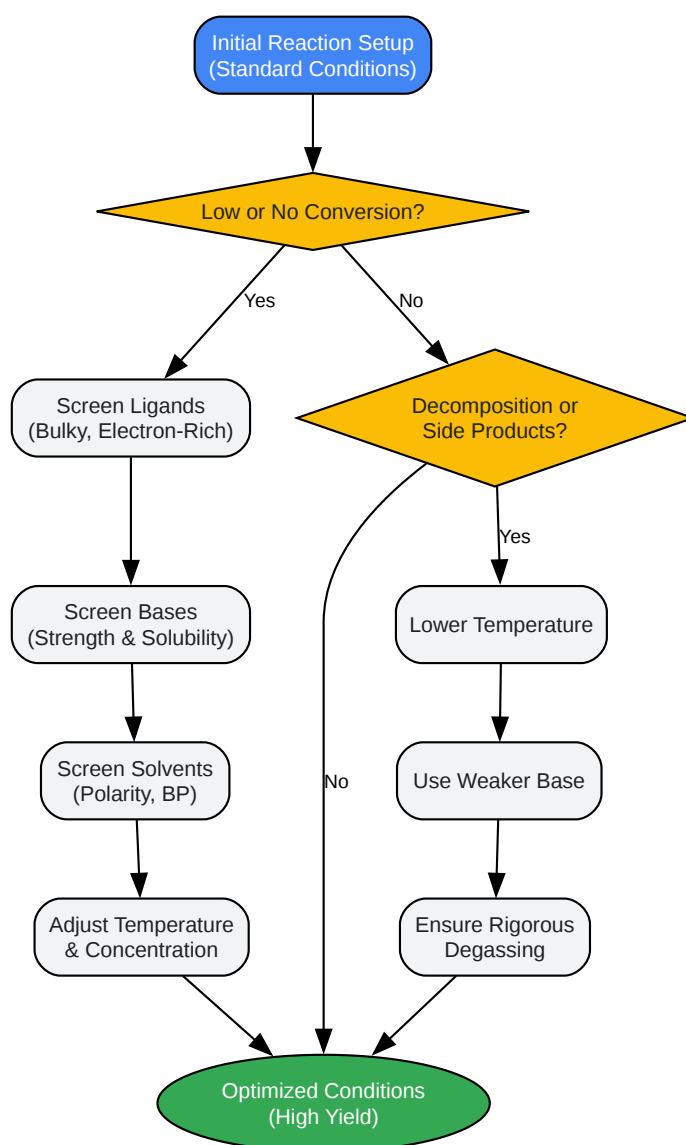 Initial Reaction Setup
(Standard Conditions)
Low or No Conversion?
Yes
No
Screen Ligands
(Bulky, Electron-Rich)
Decomposition or
Side Products?
Yes
Screen Bases
(Strength & Solubility)
Lower Temperature
Screen Solvents
(Polarity, BP)
No
Use Weaker Base
Adjust Temperature
& Concentration
Ensure Rigorous
Degassing
Optimized Conditions
(High Yield)